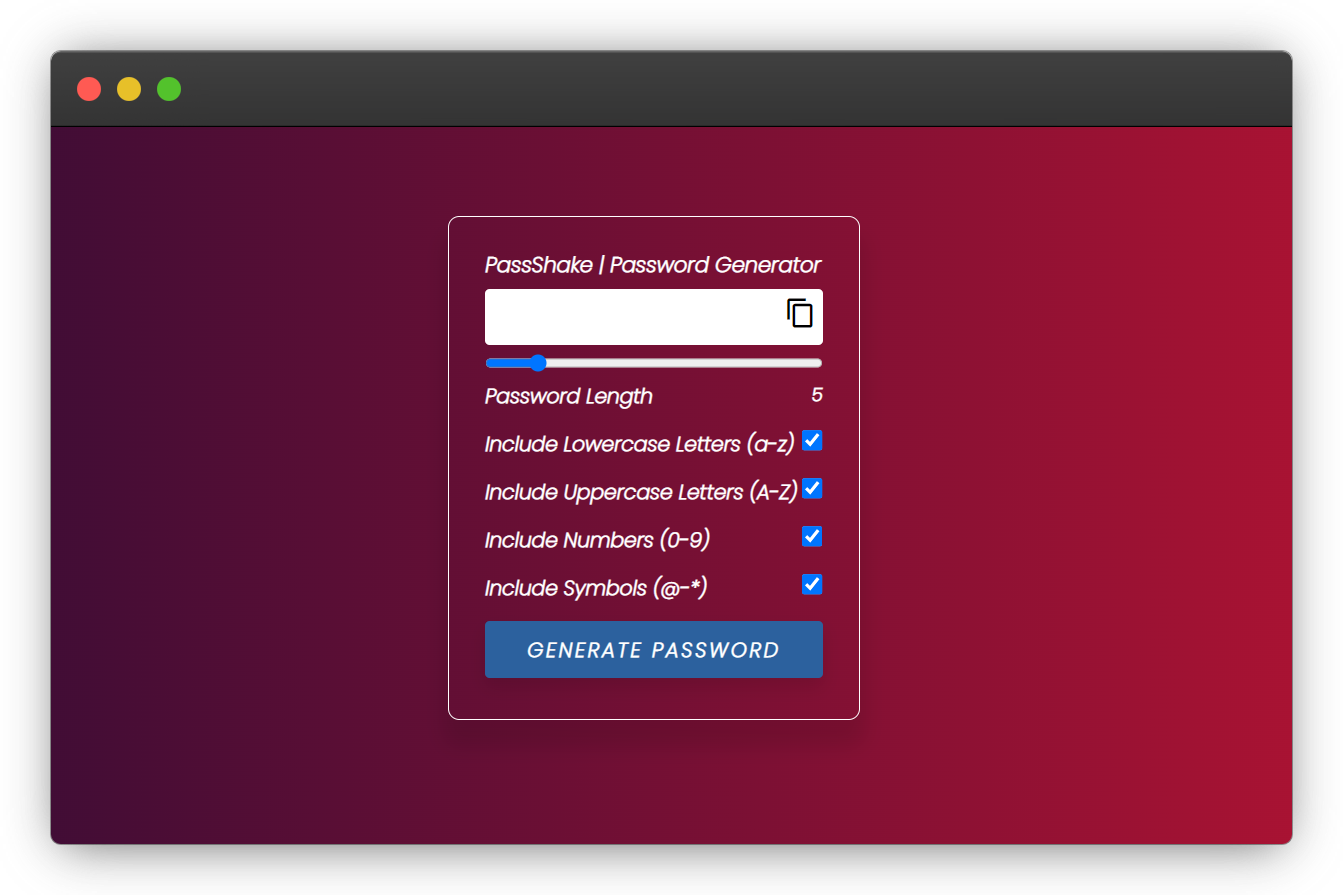 PassShake | Password Generator
Password Length 5
Include Lowercase Letters (a-z)
Include Uppercase Letters (A-Z)
Include Numbers (0-9)
Include Symbols (@-*)
GENERATE PASSWORD